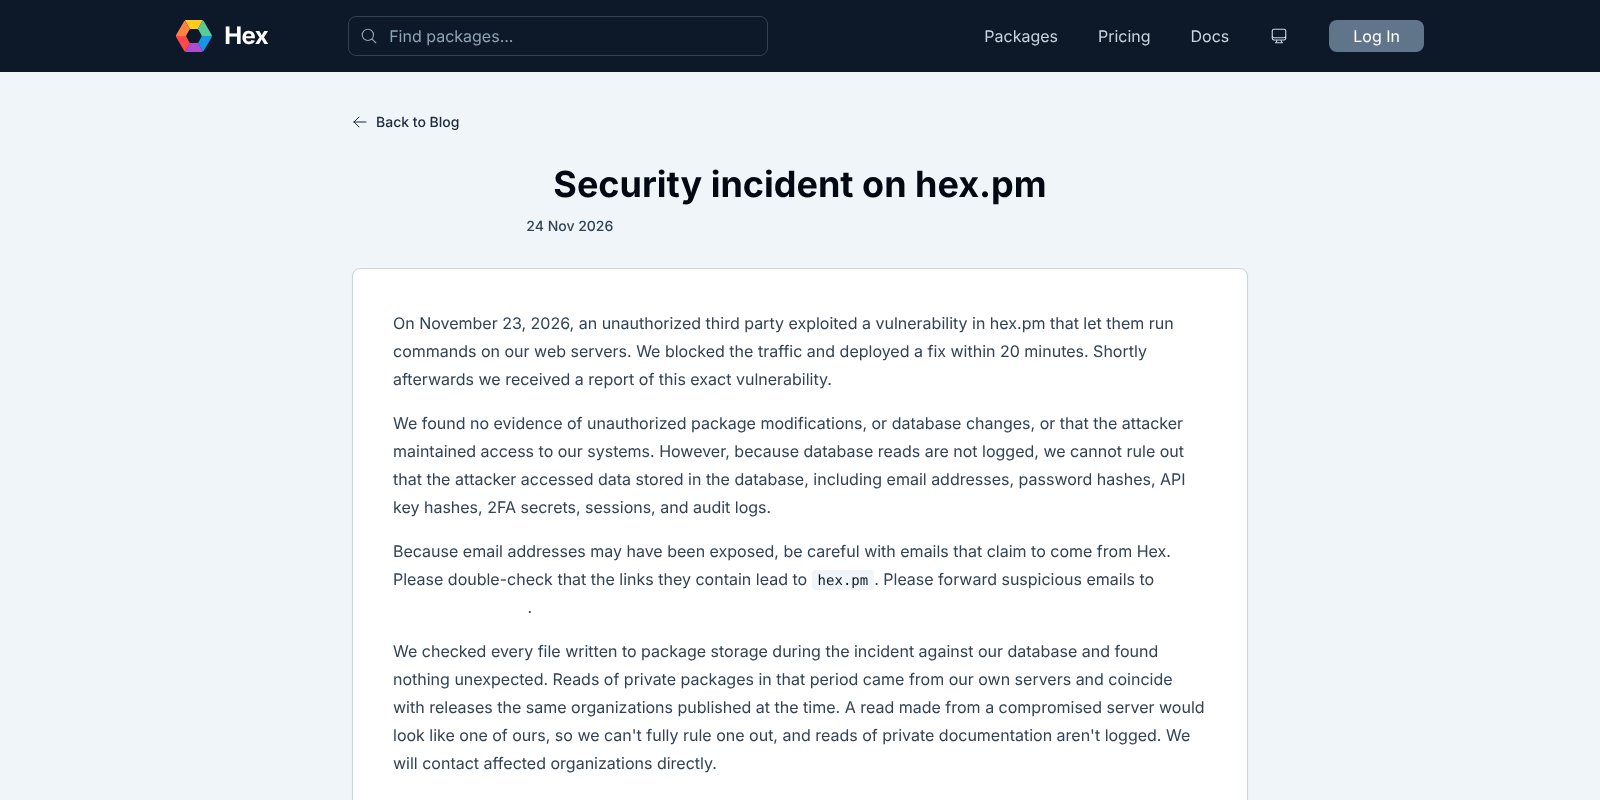 Hex
Find packages...
Packages
Pricing
Docs
Log In
Back to Blog
Security incident on hex.pm
24 Nov 2026
On November 23, 2026, an unauthorized third party exploited a vulnerability in hex.pm that let them run
commands on our web servers. We blocked the traffic and deployed a fix within 20 minutes. Shortly
afterwards we received a report of this exact vulnerability.
We found no evidence of unauthorized package modifications, or database changes, or that the attacker
maintained access to our systems. However, because database reads are not logged, we cannot rule out
that the attacker accessed data stored in the database, including email addresses, password hashes, API
key hashes, 2FA secrets, sessions, and audit logs.
Because email addresses may have been exposed, be careful with emails that claim to come from Hex.
Please double-check that the links they contain lead to hex.pm. Please forward suspicious emails to
.
We checked every file written to package storage during the incident against our database and found
nothing unexpected. Reads of private packages in that period came from our own servers and coincide
with releases the same organizations published at the time. A read made from a compromised server would
look like one of ours, so we can't fully rule one out, and reads of private documentation aren't logged. We
will contact affected organizations directly.